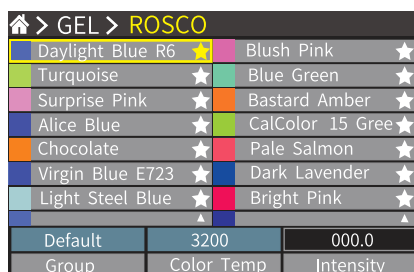 > GEL > ROSCO
Daylight Blue R6 Blush Pink
Turquoise Blue Green
Surprise Pink Bastard Amber
Alice Blue CalColor 15 Gree
Chocolate Pale Salmon
Virgin Blue E723 Dark Lavender
Light Steel Blue Bright Pink
Default 3200 000.0
Group Color Temp Intensity